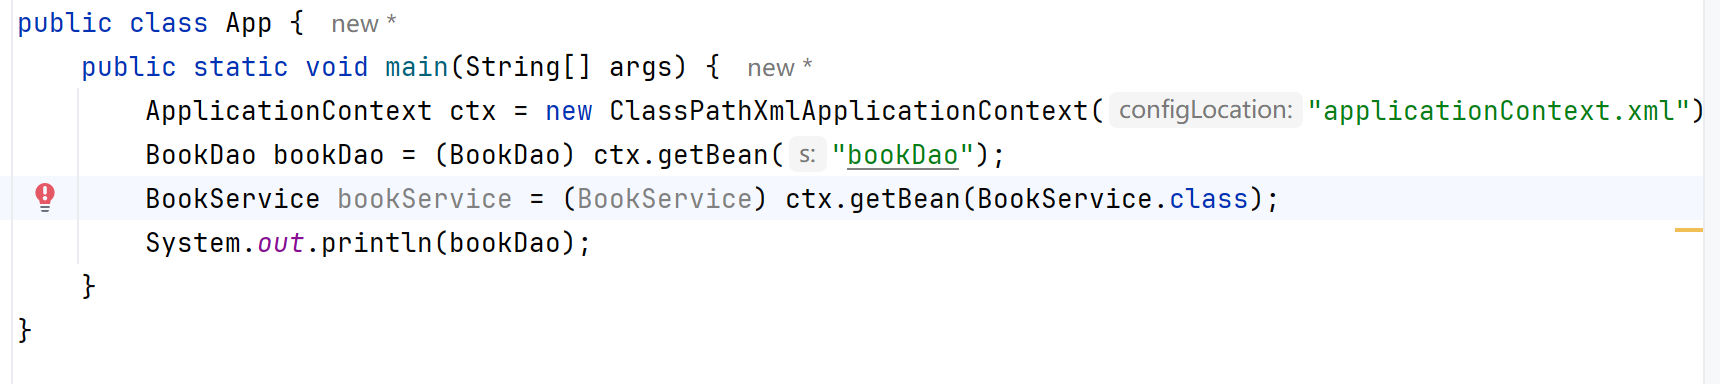 public class App {  new *
    public static void main(String[] args) {  new *
        ApplicationContext ctx = new ClassPathXmlApplicationContext( configLocation: "applicationContext.xml")
        BookDao bookDao = (BookDao) ctx.getBean( s: "bookDao");
        BookService bookService = (BookService) ctx.getBean(BookService.class);
        System.out.println(bookDao);
    }
}